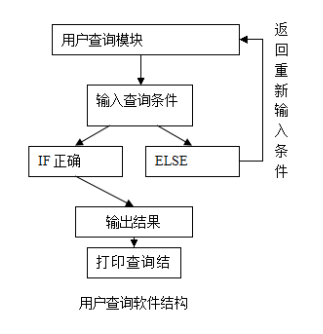 用户查询模块
输入查询条件
IF 正确
ELSE
返回重新输入条件
输出结果
打印查询结
用户查询软件结构